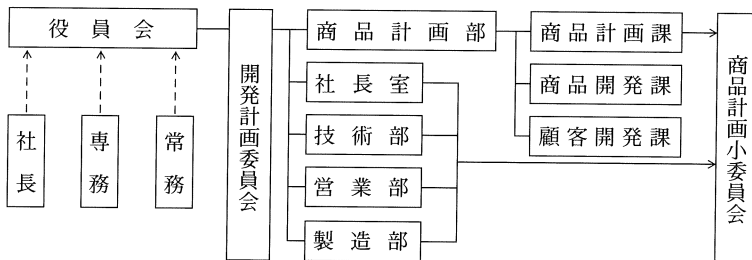 役員会
社長
専務
常務
開発計画委員会
商品計画部
社長室
技術部
営業部
製造部
商品計画課
商品開発課
顧客開発課
商品計画小委員会